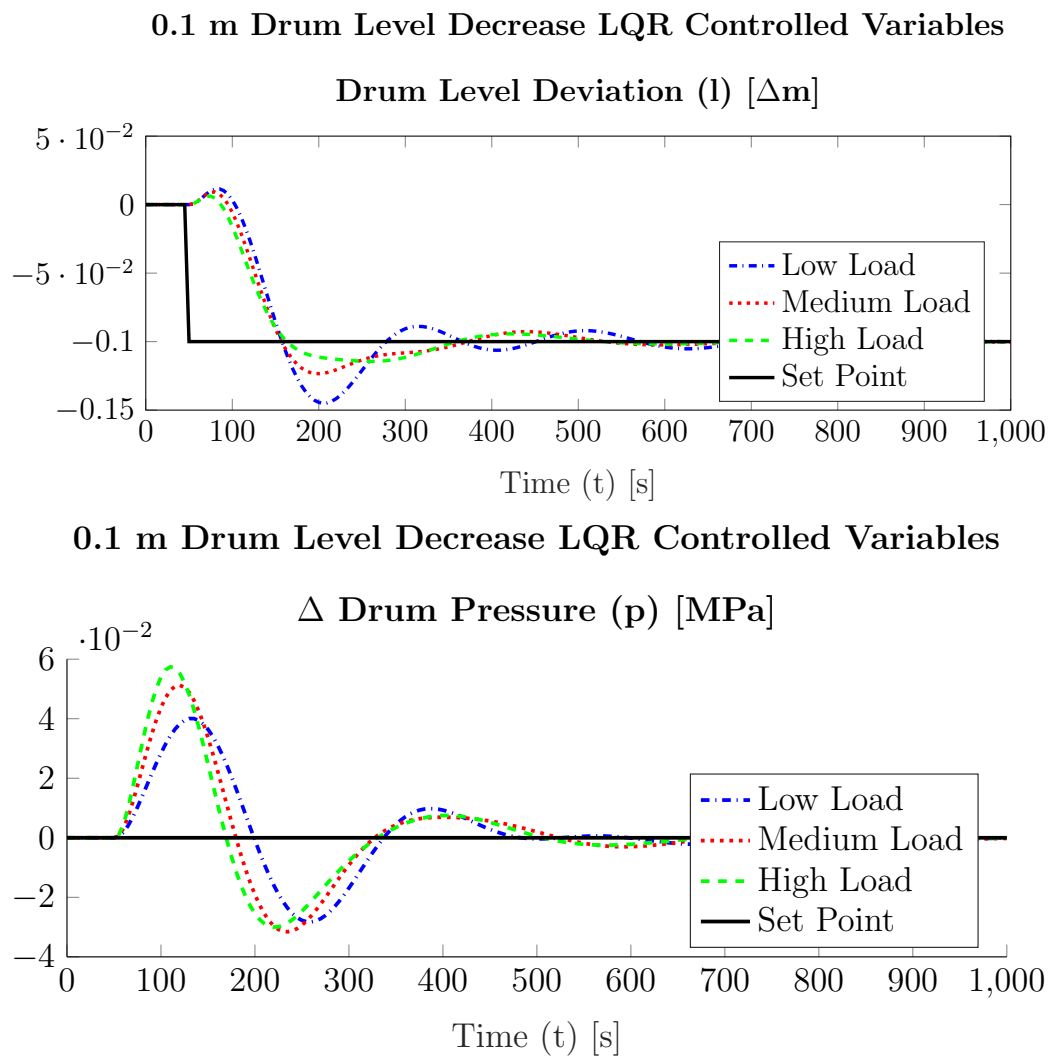 0.1 m Drum Level Decrease LQR Controlled Variables
Drum Level Deviation (l) [Δm]
5 · 10⁻²
0
−5 · 10⁻²
−0.1
−0.15
Low Load
Medium Load
High Load
Set Point
0 100 200 300 400 500 600 700 800 900 1,000
Time (t) [s]
0.1 m Drum Level Decrease LQR Controlled Variables
Δ Drum Pressure (p) [MPa]
·10⁻²
6
4
2
0
−2
−4
Low Load
Medium Load
High Load
Set Point
0 100 200 300 400 500 600 700 800 900 1,000
Time (t) [s]